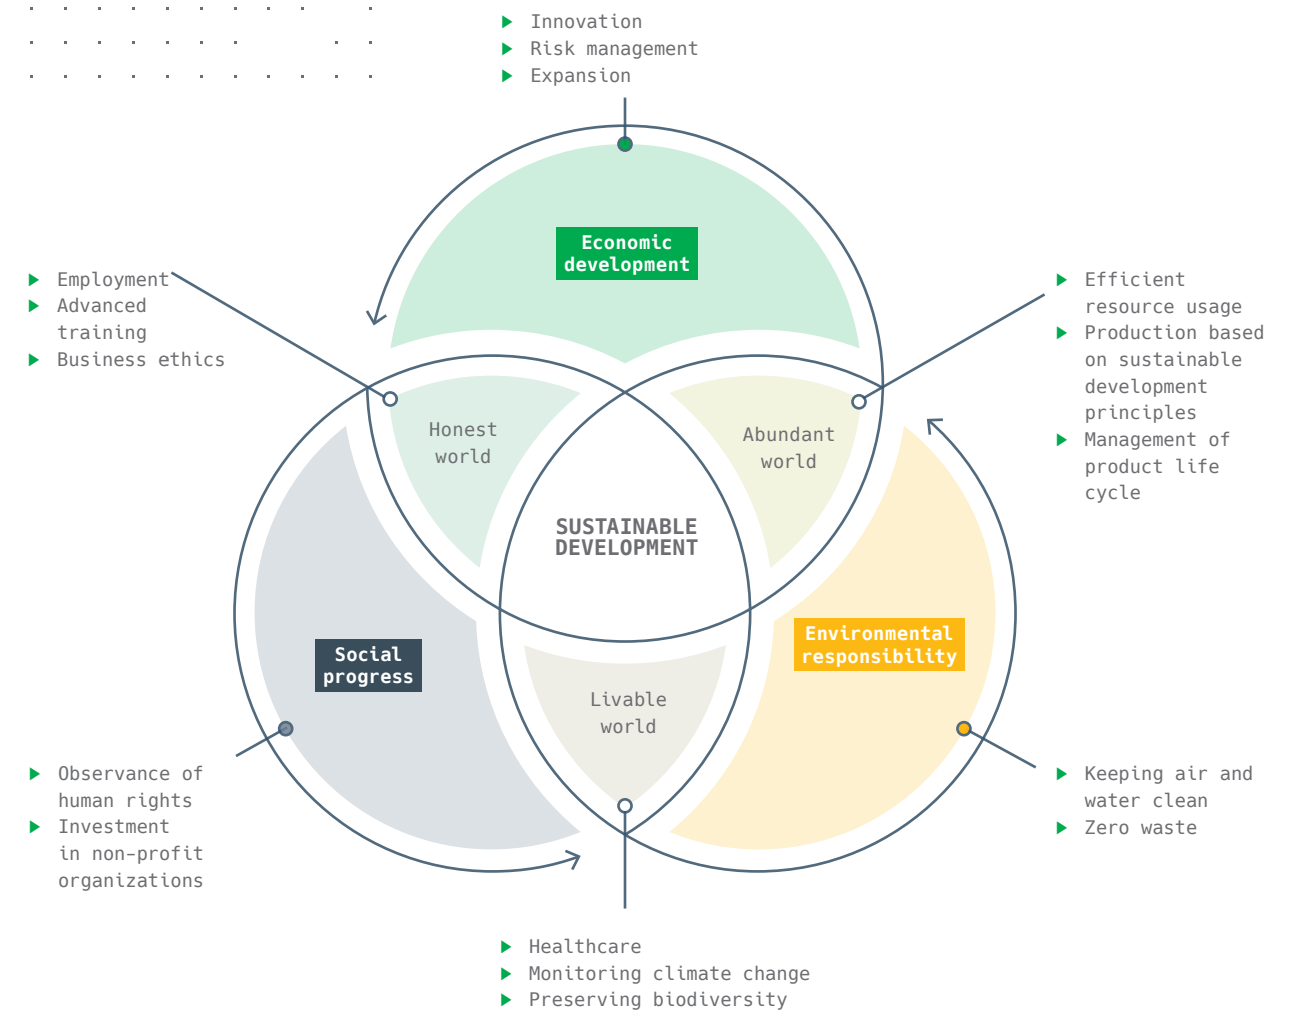 Innovation
Risk management
Expansion
Economic
development
Employment
Advanced
training
Business ethics
Efficient
resource usage
Production based
on sustainable
development
principles
Management of
product life
cycle
Honest
world
Abundant
world
SUSTAINABLE
DEVELOPMENT
Social
progress
Environmental
responsibility
Livable
world
Observance of
human rights
Investment
in non-profit
organizations
Keeping air and
water clean
Zero waste
Healthcare
Monitoring climate change
Preserving biodiversity